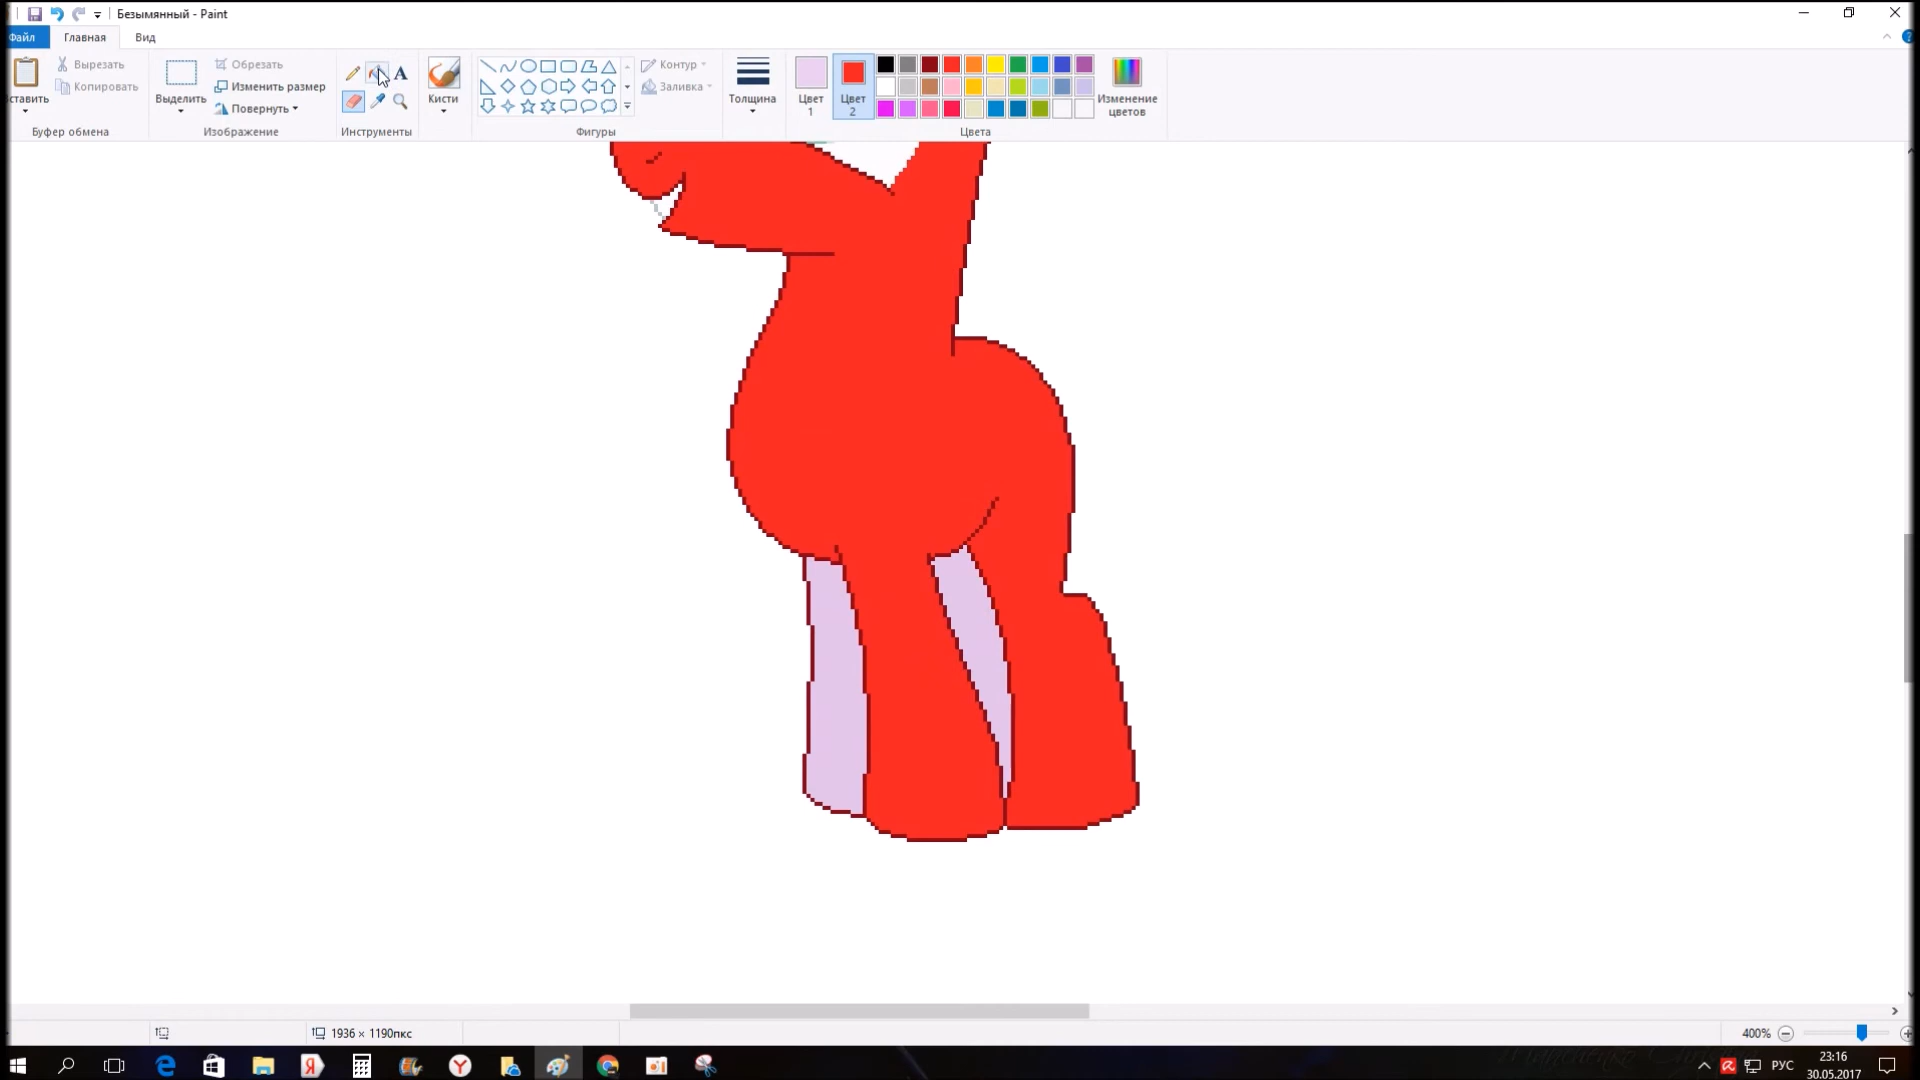 Безымянный - Paint
Файл Главная Вид
Вырезать
Копировать
Буфер обмена
Выделить
Обрезать
Изменить размер
Повернуть
Изображение
A
Инструменты
Кисти
Контур
Заливка
Фигуры
Толщина
Цвет 1
Цвет 2
Изменение цветов
Цвета
1936 × 1190пкс
400%
РУС
23:16
30.05.2017